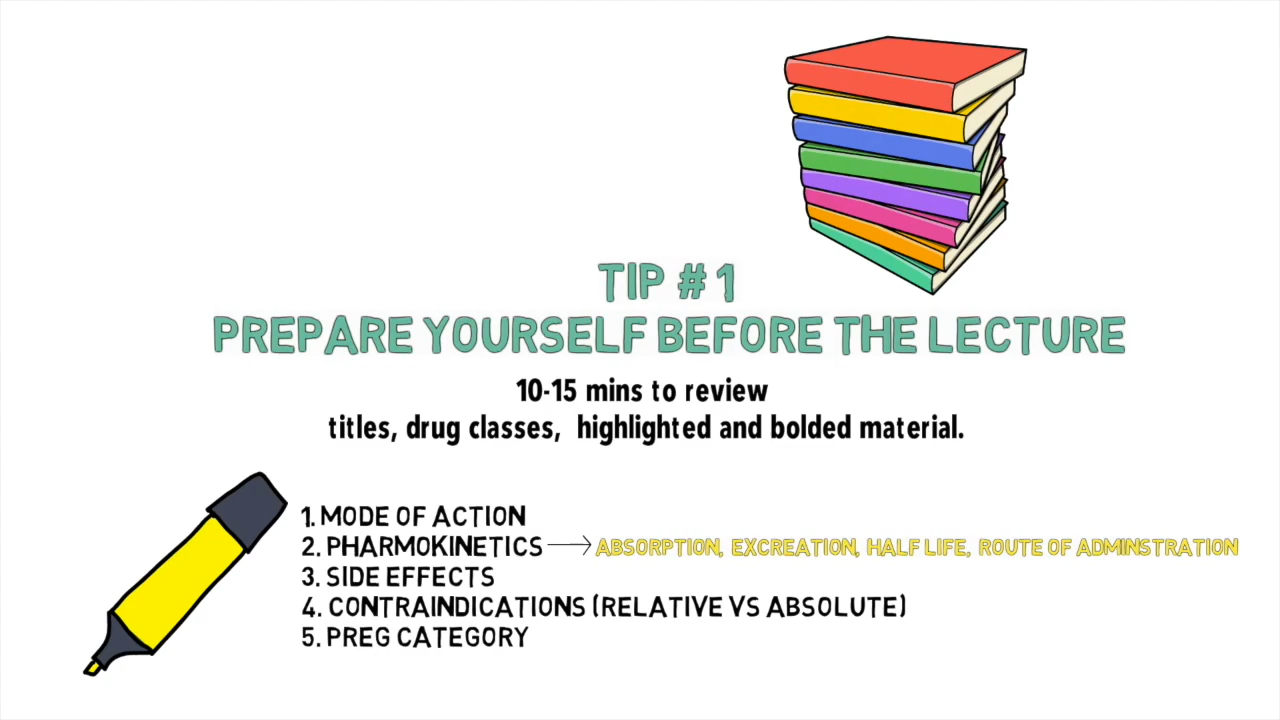 TIP #1
PREPARE YOURSELF BEFORE THE LECTURE
10-15 mins to review
titles, drug classes, highlighted and bolded material.
1. MODE OF ACTION
2. PHARMOKINETICS → ABSORPTION, EXCREATION, HALF LIFE, ROUTE OF ADMINSTRATION
3. SIDE EFFECTS
4. CONTRAINDICATIONS (RELATIVE VS ABSOLUTE)
5. PREG CATEGORY